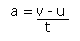 a = v - u
t